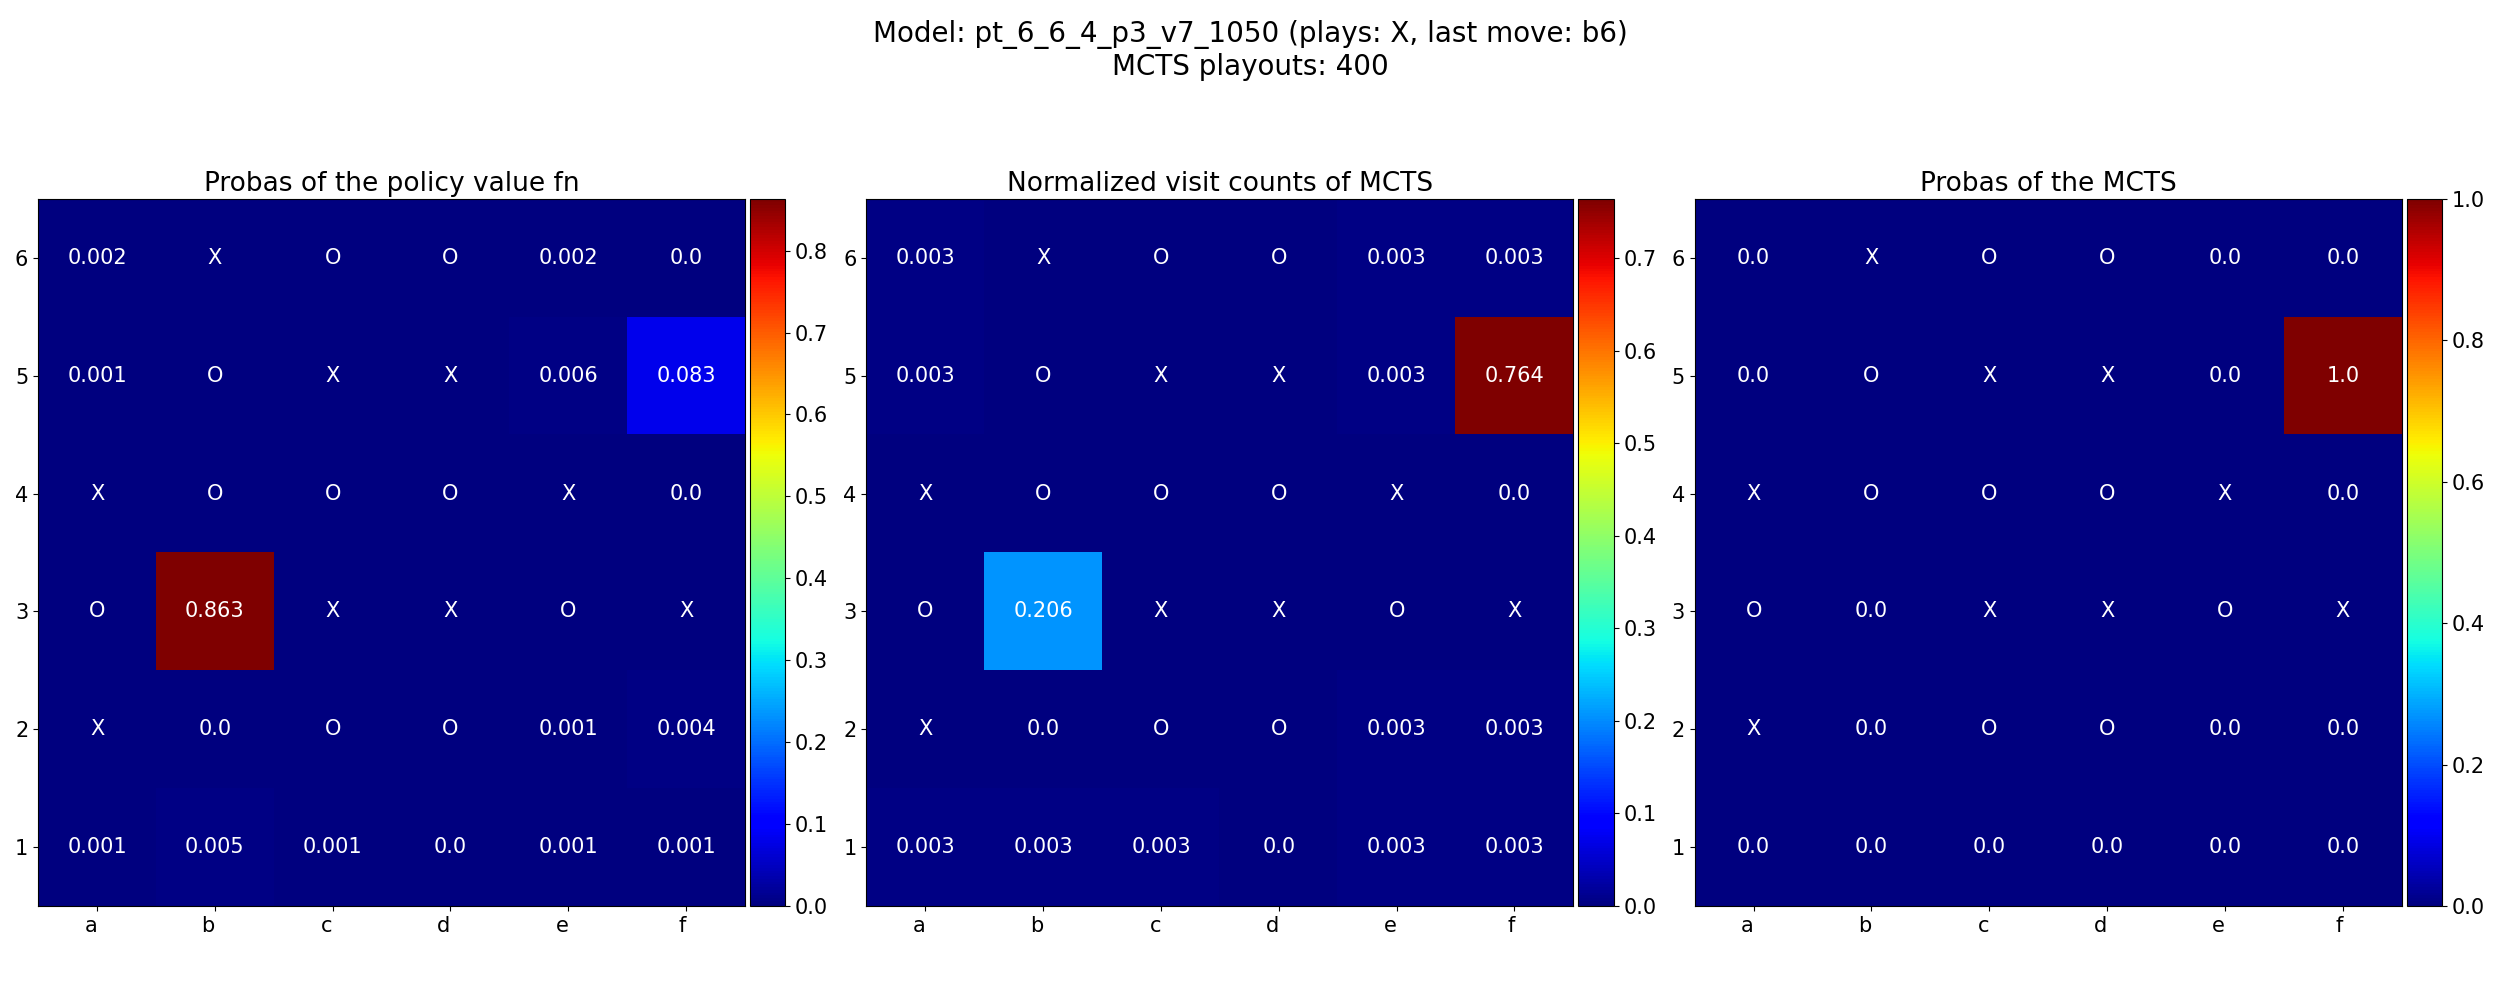 Model: pt_6_6_4_p3_v7_1050 (plays: X, last move: b6)
MCTS playouts: 400
Probas of the policy value fn
6 0.002 X O O 0.002 0.0
5 0.001 O X X 0.006 0.083
4 X O O O X 0.0
3 O 0.863 X X O X
2 X 0.0 O O 0.001 0.004
1 0.001 0.005 0.001 0.0 0.001 0.001
a b c d e f
0.8
0.7
0.6
0.5
0.4
0.3
0.2
0.1
0.0
Normalized visit counts of MCTS
6 0.003 X O O 0.003 0.003
5 0.003 O X X 0.003 0.764
4 X O O O X 0.0
3 O 0.206 X X O X
2 X 0.0 O O 0.003 0.003
1 0.003 0.003 0.003 0.0 0.003 0.003
a b c d e f
0.7
0.6
0.5
0.4
0.3
0.2
0.1
0.0
Probas of the MCTS
6 0.0 X O O 0.0 0.0
5 0.0 O X X 0.0 1.0
4 X O O O X 0.0
3 O 0.0 X X O X
2 X 0.0 O O 0.0 0.0
1 0.0 0.0 0.0 0.0 0.0 0.0
a b c d e f
1.0
0.8
0.6
0.4
0.2
0.0